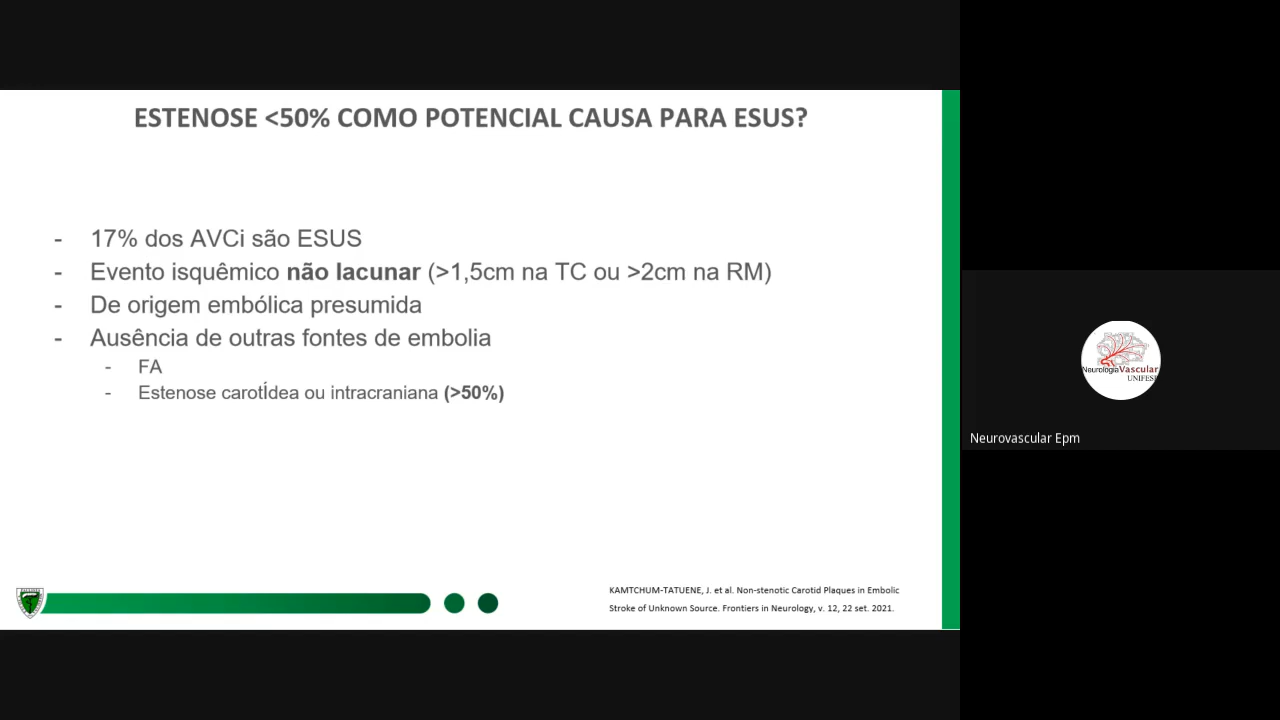 ESTENOSE <50% COMO POTENCIAL CAUSA PARA ESUS?
- 17% dos AVCi são ESUS
- Evento isquêmico não lacunar (>1,5cm na TC ou >2cm na RM)
- De origem embólica presumida
- Ausência de outras fontes de embolia
- FA
- Estenose carotÍdea ou intracraniana (>50%)
KAMTCHUM-TATUENE, J. et al. Non-stenotic Carotid Plaques in Embolic
Stroke of Unknown Source. Frontiers in Neurology, v. 12, 22 set. 2021.
NeurologiaVascular
UNIFESP
Neurovascular Epm